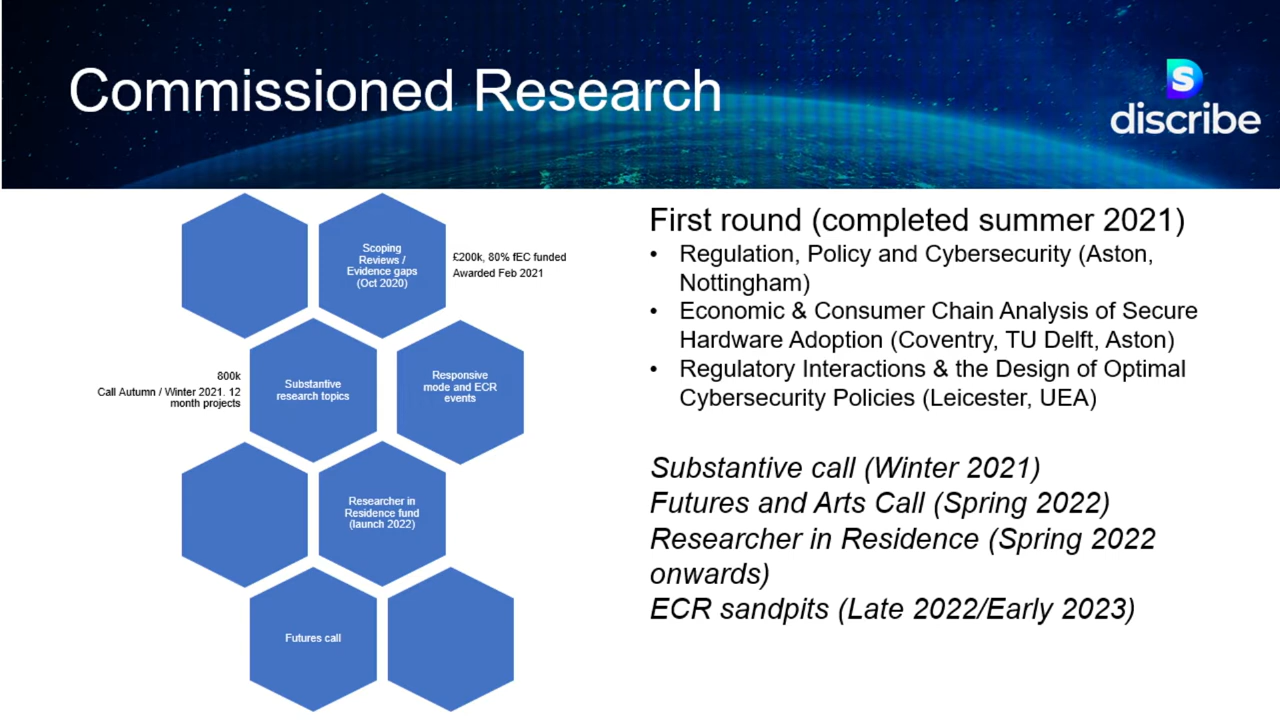 Commissioned Research
S
discribe
Scoping
Reviews /
Evidence gaps
(Oct 2020)
£200k, 80% fEC funded
Awarded Feb 2021
800k
Call Autumn / Winter 2021. 12
month projects
Substantive
research topics
Responsive
mode and ECR
events
Researcher in
Residence fund
(launch 2022)
Futures call
First round (completed summer 2021)
• Regulation, Policy and Cybersecurity (Aston,
Nottingham)
• Economic & Consumer Chain Analysis of Secure
Hardware Adoption (Coventry, TU Delft, Aston)
• Regulatory Interactions & the Design of Optimal
Cybersecurity Policies (Leicester, UEA)
Substantive call (Winter 2021)
Futures and Arts Call (Spring 2022)
Researcher in Residence (Spring 2022
onwards)
ECR sandpits (Late 2022/Early 2023)